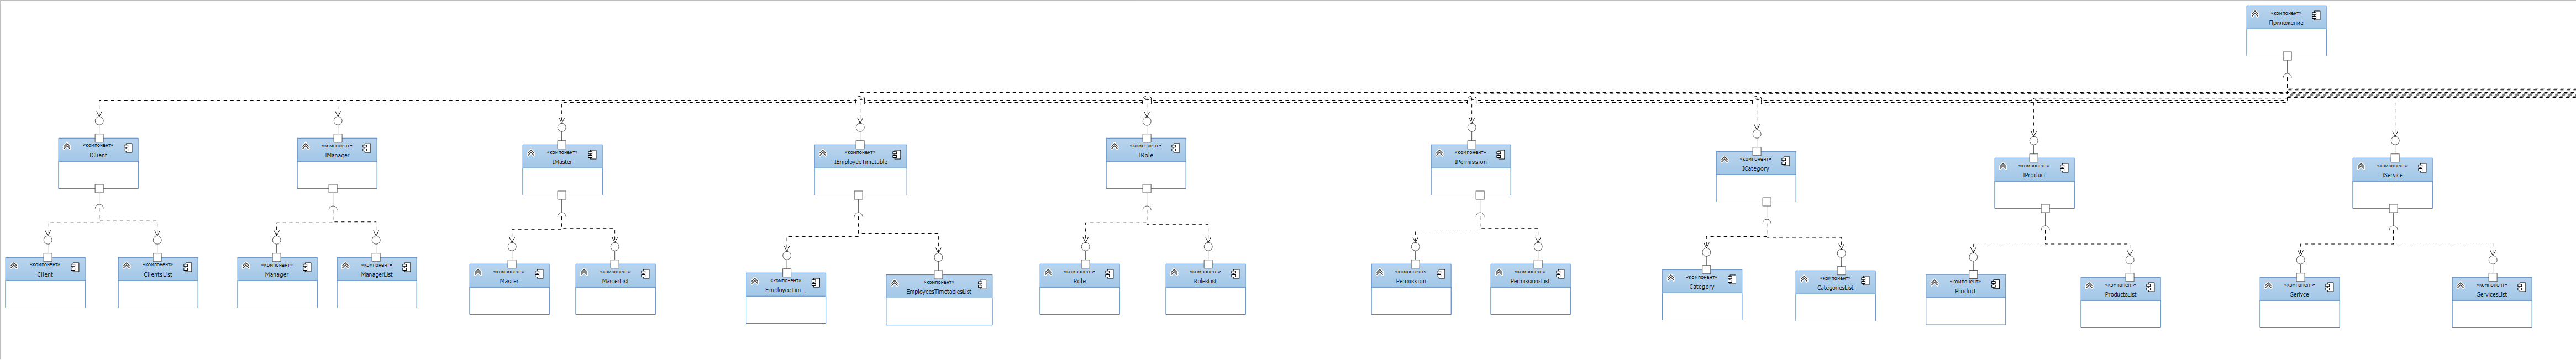 «компонент»
Приложение
«компонент»
IClient
«компонент»
IManager
«компонент»
IMaster
«компонент»
IEmployeeTimetable
«компонент»
IRole
«компонент»
IPermission
«компонент»
ICategory
«компонент»
IProduct
«компонент»
IService
«компонент»
Client
«компонент»
ClientsList
«компонент»
Manager
«компонент»
ManagerList
«компонент»
Master
«компонент»
MasterList
«компонент»
EmployeeTim...
«компонент»
EmployeesTimetablesList
«компонент»
Role
«компонент»
RolesList
«компонент»
Permission
«компонент»
PermissionsList
«компонент»
Category
«компонент»
CategoriesList
«компонент»
Product
«компонент»
ProductsList
«компонент»
Serivce
«компонент»
ServicesList